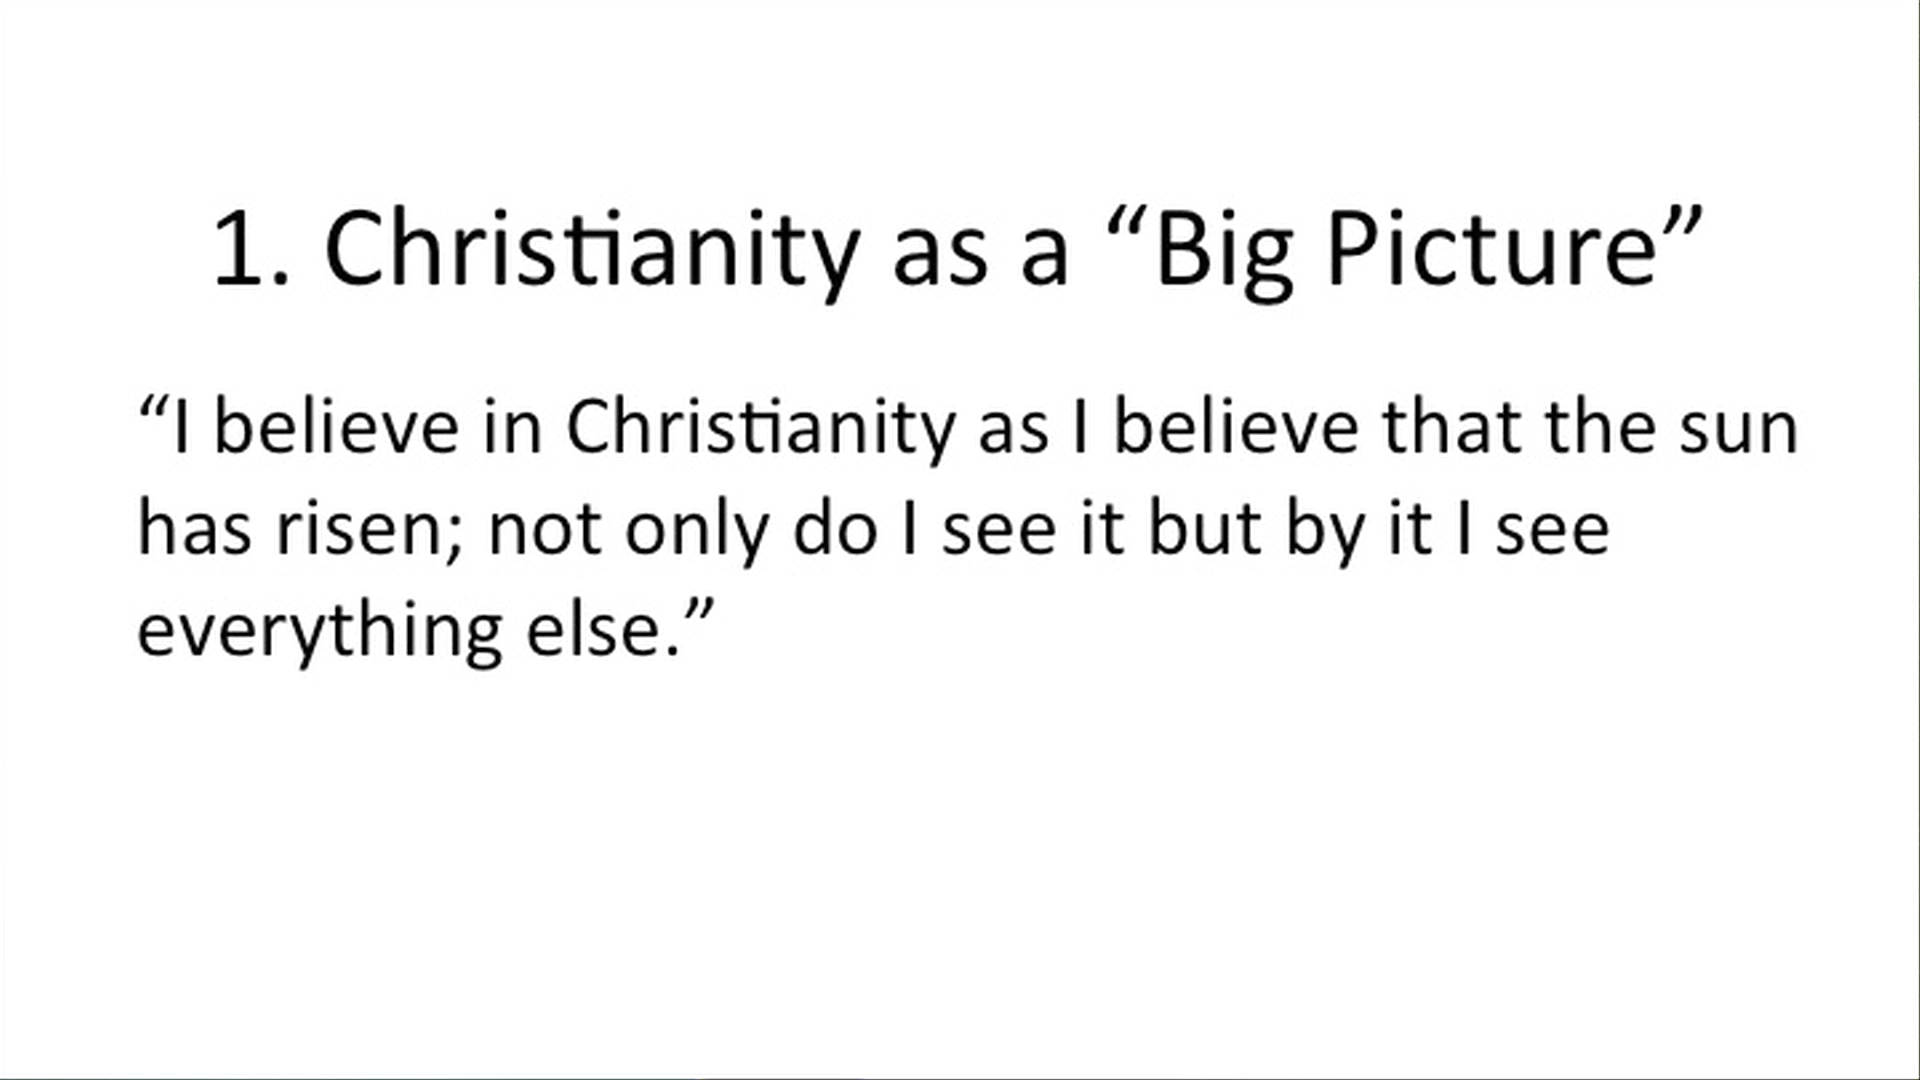 1. Christianity as a “Big Picture”
“I believe in Christianity as I believe that the sun
has risen; not only do I see it but by it I see
everything else.”